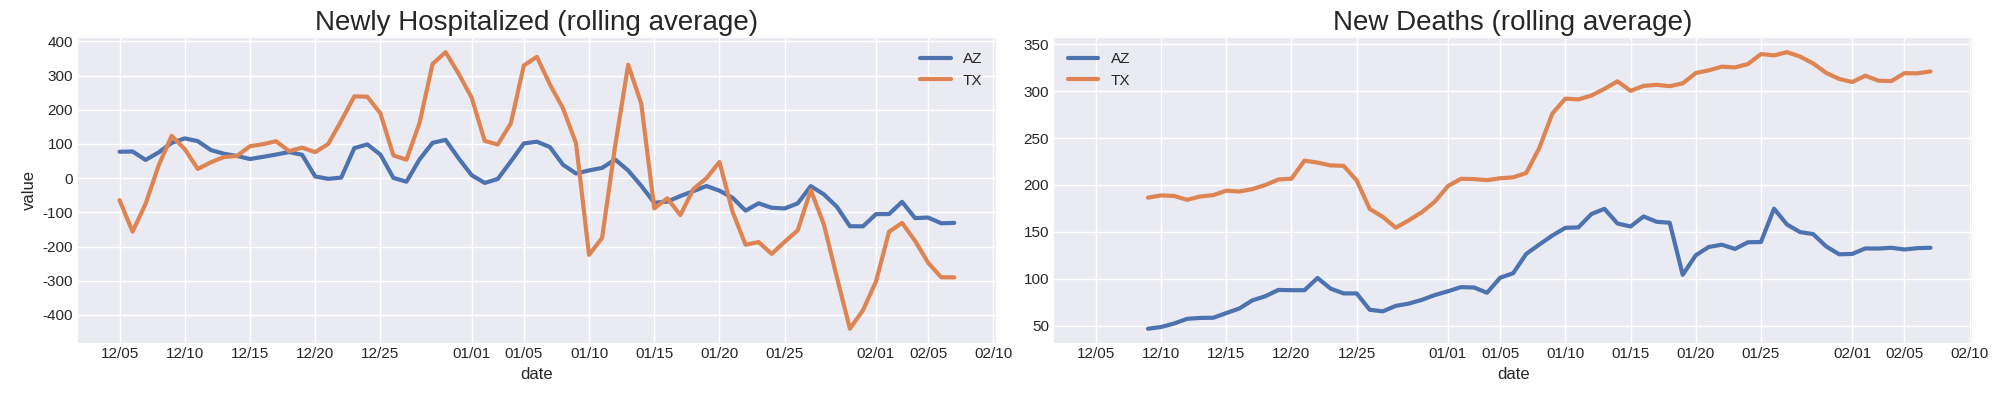 Newly Hospitalized (rolling average)
400
300
200
100
0
-100
-200
-300
-400
value
AZ
TX
12/05 12/10 12/15 12/20 12/25 01/01 01/05 01/10 01/15 01/20 01/25 02/01 02/05 02/10
date
New Deaths (rolling average)
350
300
250
200
150
100
50
AZ
TX
12/05 12/10 12/15 12/20 12/25 01/01 01/05 01/10 01/15 01/20 01/25 02/01 02/05 02/10
date